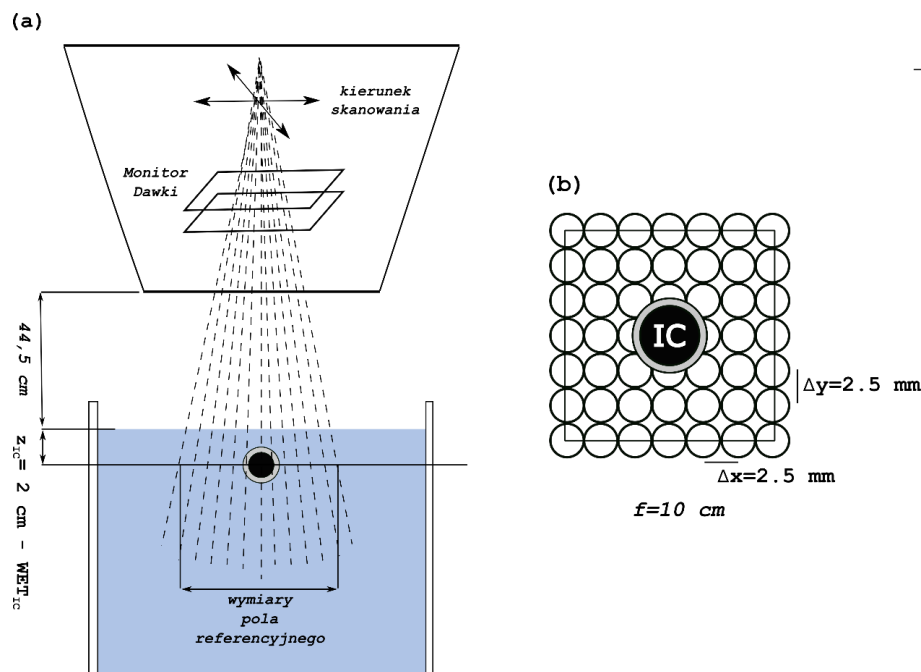 (a)
kierunek
skanowania
Monitor
Dawki
44,5 cm
z_IC= 2 cm - WET_IC
wymiary
pola
referencyjnego
(b)
IC
Δy=2.5 mm
Δx=2.5 mm
f=10 cm